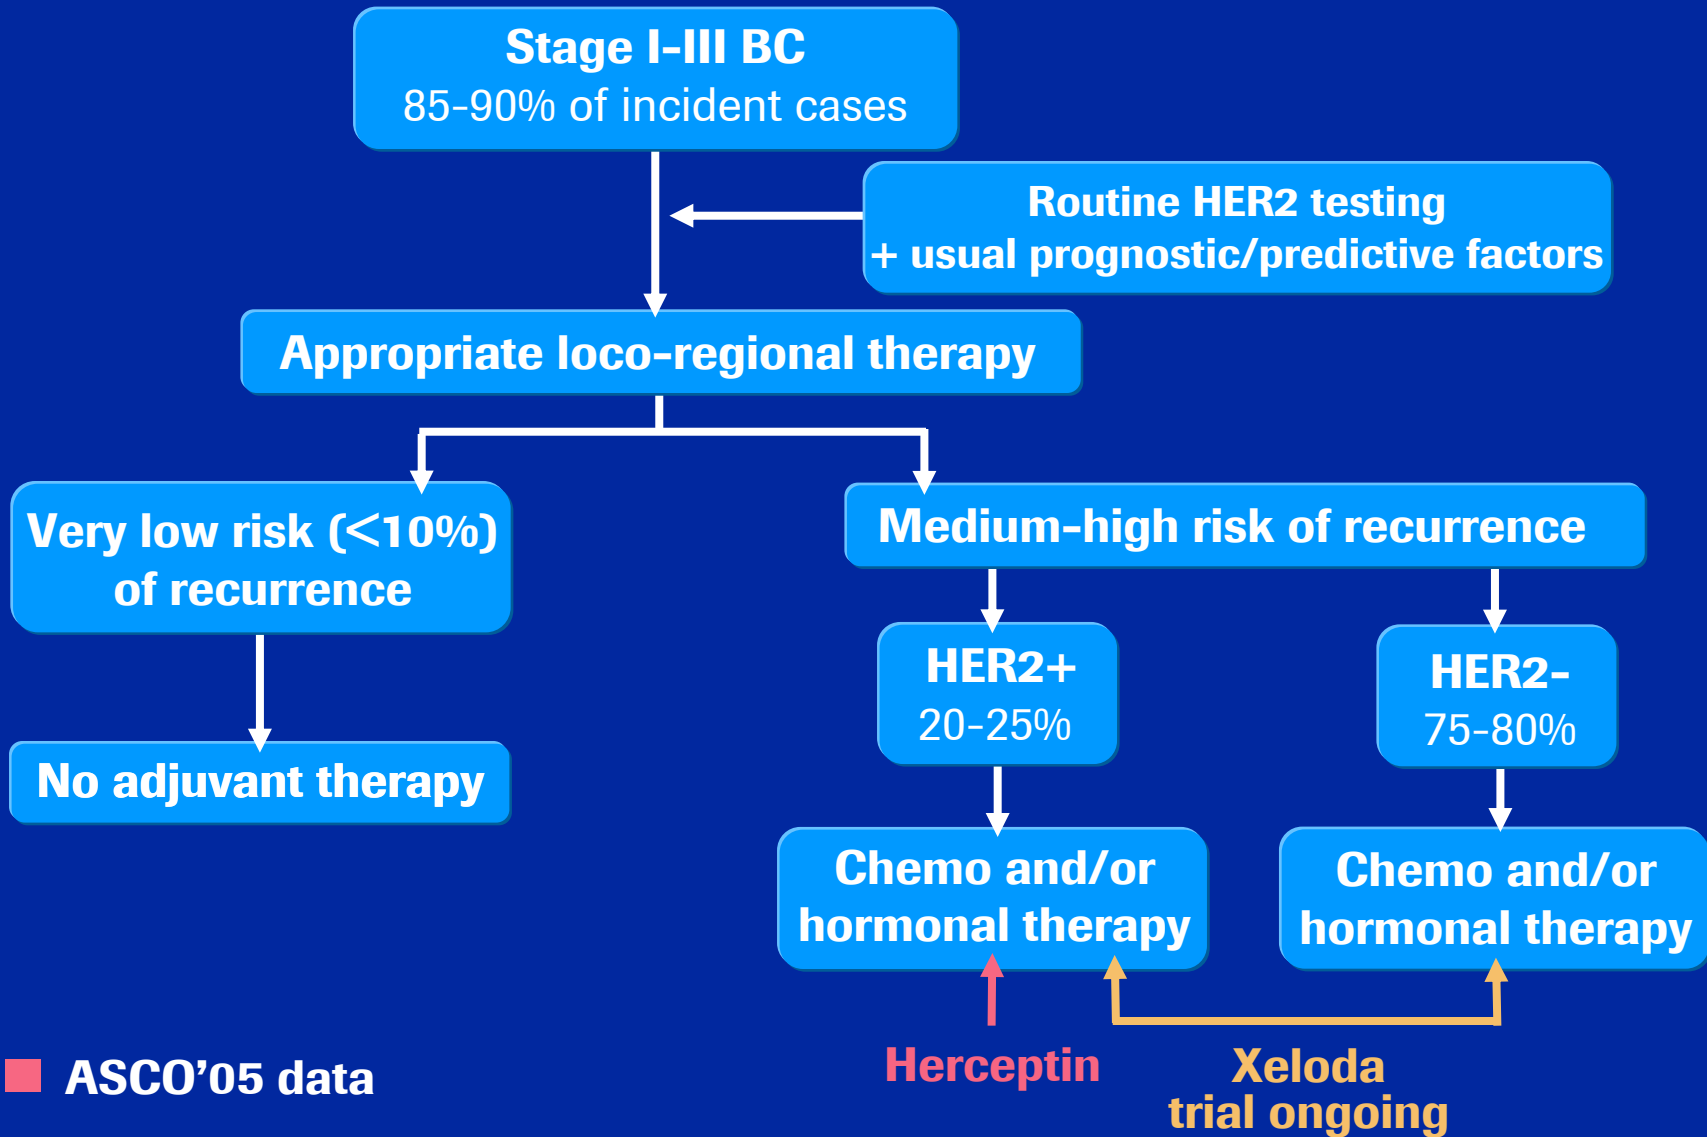 Stage I-III BC
85-90% of incident cases
Routine HER2 testing
+ usual prognostic/predictive factors
Appropriate loco-regional therapy
Very low risk (<10%)
of recurrence
Medium-high risk of recurrence
HER2+
20-25%
HER2-
75-80%
No adjuvant therapy
Chemo and/or
hormonal therapy
Chemo and/or
hormonal therapy
Herceptin
Xeloda
trial ongoing
ASCO’05 data